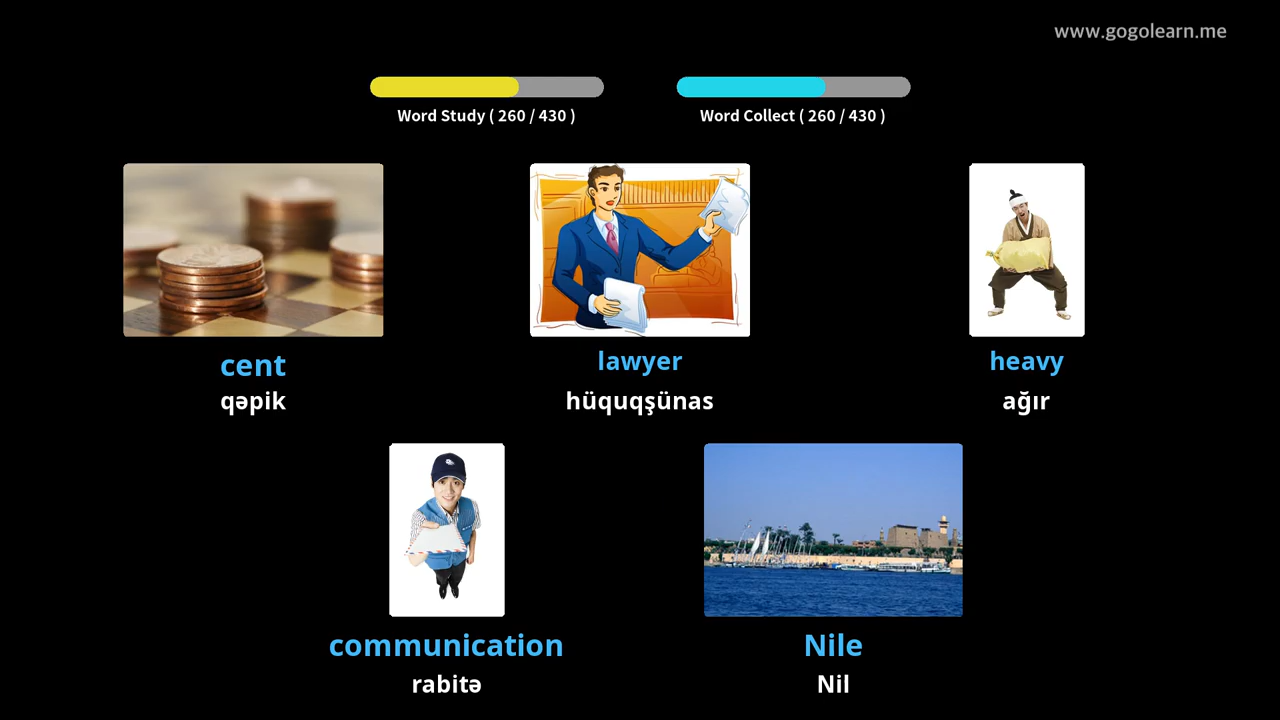 www.gogolearn.me
Word Study ( 260 / 430 )
Word Collect ( 260 / 430 )
cent
qəpik
lawyer
hüquqşünas
heavy
ağır
communication
rabitə
Nile
Nil